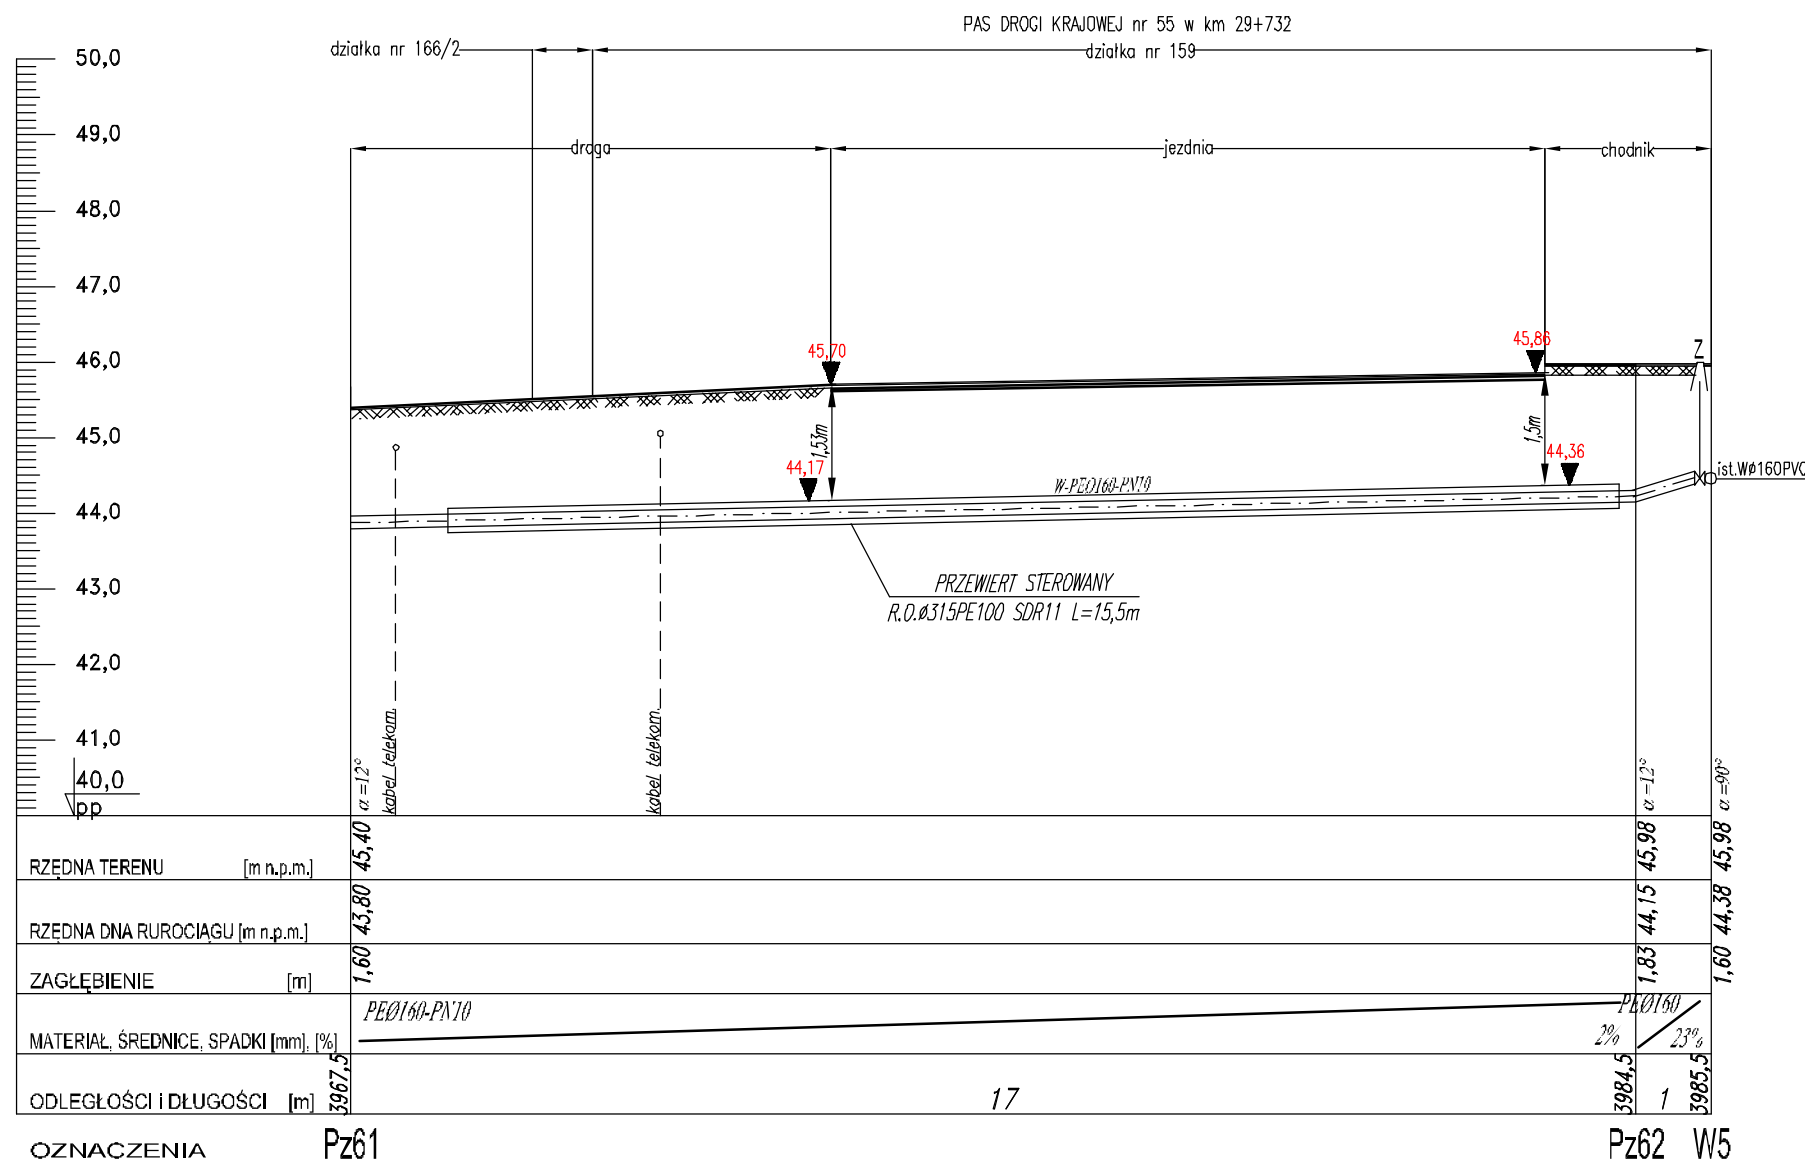 PAS DROGI KRAJOWEJ nr 55 w km 29+732
działka nr 166/2
działka nr 159
50,0
49,0
droga
jezdnia
chodnik
48,0
47,0
46,0
45,70
45,86
Z
45,0
1,53m
1,5m
44,17
44,36
ist.WØ160PVC
W-PEØ160-PN10
44,0
43,0
PRZEWIERT STEROWANY
R.O.Ø315PE100 SDR11 L=15,5m
42,0
41,0
40,0
pp
α=12°
kabel telekom.
kabel telekom.
α=12°
α=90°
RZĘDNA TERENU [m n.p.m.] 45,40 45,98 45,98
RZĘDNA DNA RUROCIĄGU [m n.p.m.] 43,80 44,15 44,38
ZAGŁĘBIENIE [m] 1,60 1,83 1,60
PEØ160-PN10 PEØ160
MATERIAŁ, ŚREDNICE, SPADKI [mm], [%] 2% 23%
ODLEGŁOŚCI i DŁUGOŚCI [m] 3967,5 17 3984,5 1 3985,5
OZNACZENIA Pz61 Pz62 W5